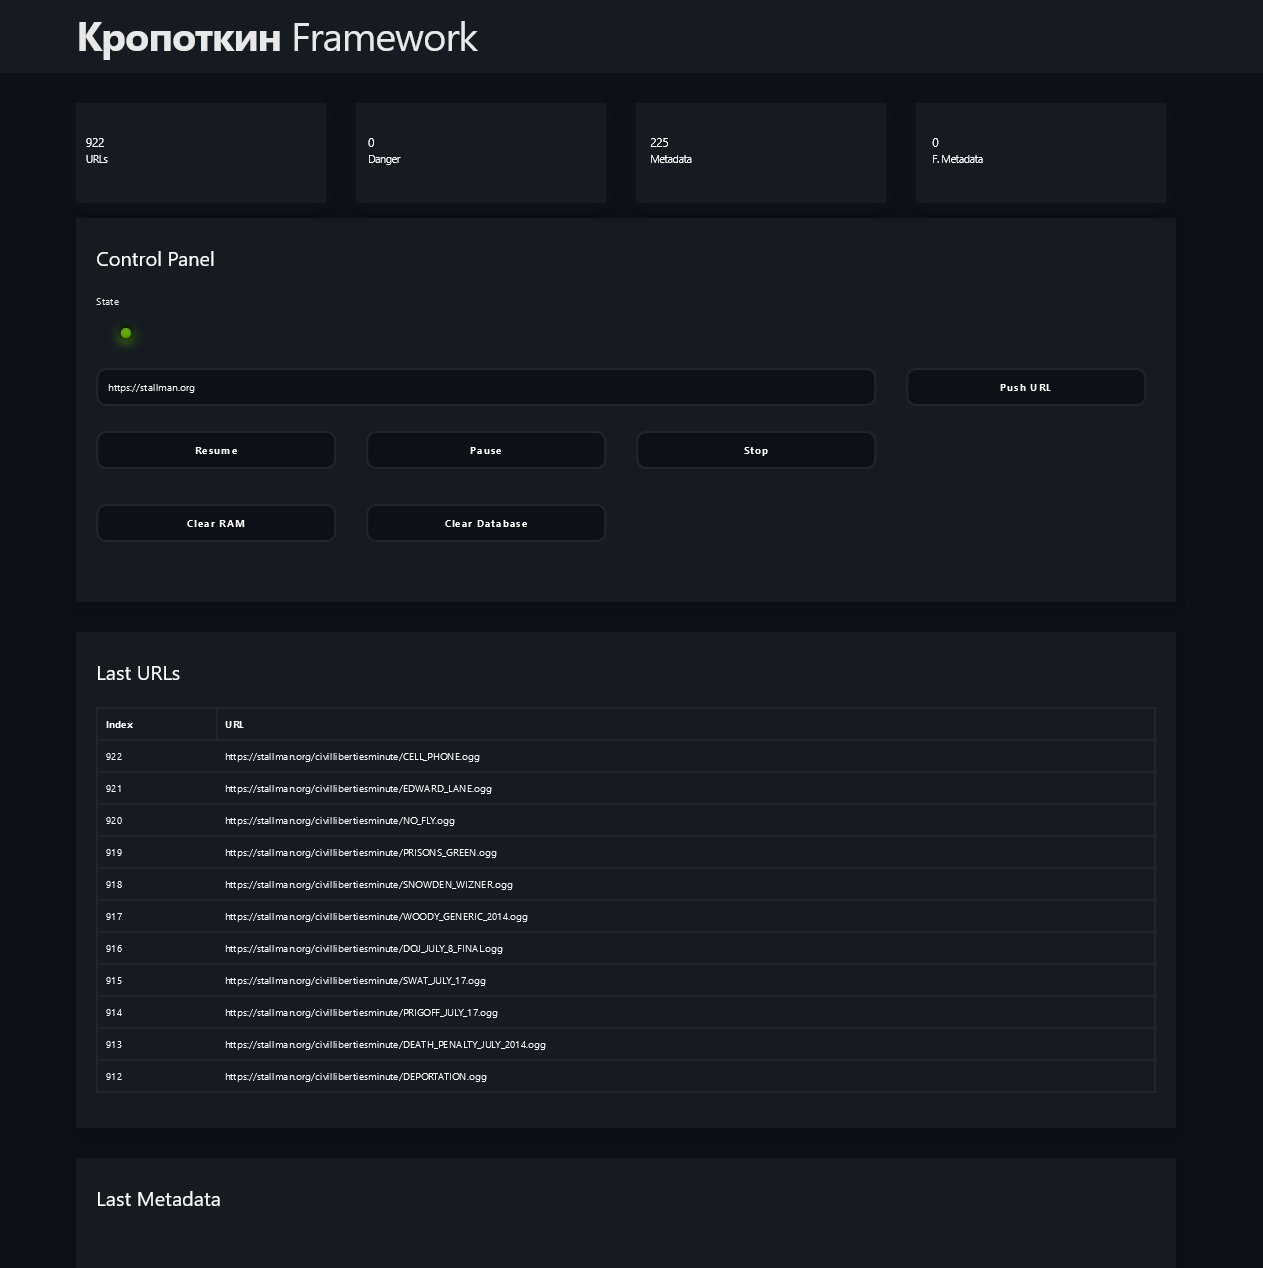 Кропоткин Framework
922
URLs
0
Danger
225
Metadata
0
F. Metadata
Control Panel
State
https://stallman.org
Push URL
Resume
Pause
Stop
Clear RAM
Clear Database
Last URLs
Index URL
922 https://stallman.org/civillibertiesminute/CELL_PHONE.ogg
921 https://stallman.org/civillibertiesminute/EDWARD_LANE.ogg
920 https://stallman.org/civillibertiesminute/NO_FLY.ogg
919 https://stallman.org/civillibertiesminute/PRISONS_GREEN.ogg
918 https://stallman.org/civillibertiesminute/SNOWDEN_WIZNER.ogg
917 https://stallman.org/civillibertiesminute/WOODY_GENERIC_2014.ogg
916 https://stallman.org/civillibertiesminute/DOJ_JULY_8_FINAL.ogg
915 https://stallman.org/civillibertiesminute/SWAT_JULY_17.ogg
914 https://stallman.org/civillibertiesminute/PRIGOFF_JULY_17.ogg
913 https://stallman.org/civillibertiesminute/DEATH_PENALTY_JULY_2014.ogg
912 https://stallman.org/civillibertiesminute/DEPORTATION.ogg
Last Metadata